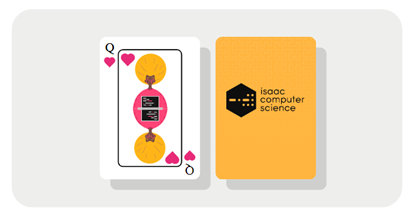 Q
isaac
computer
science
Q